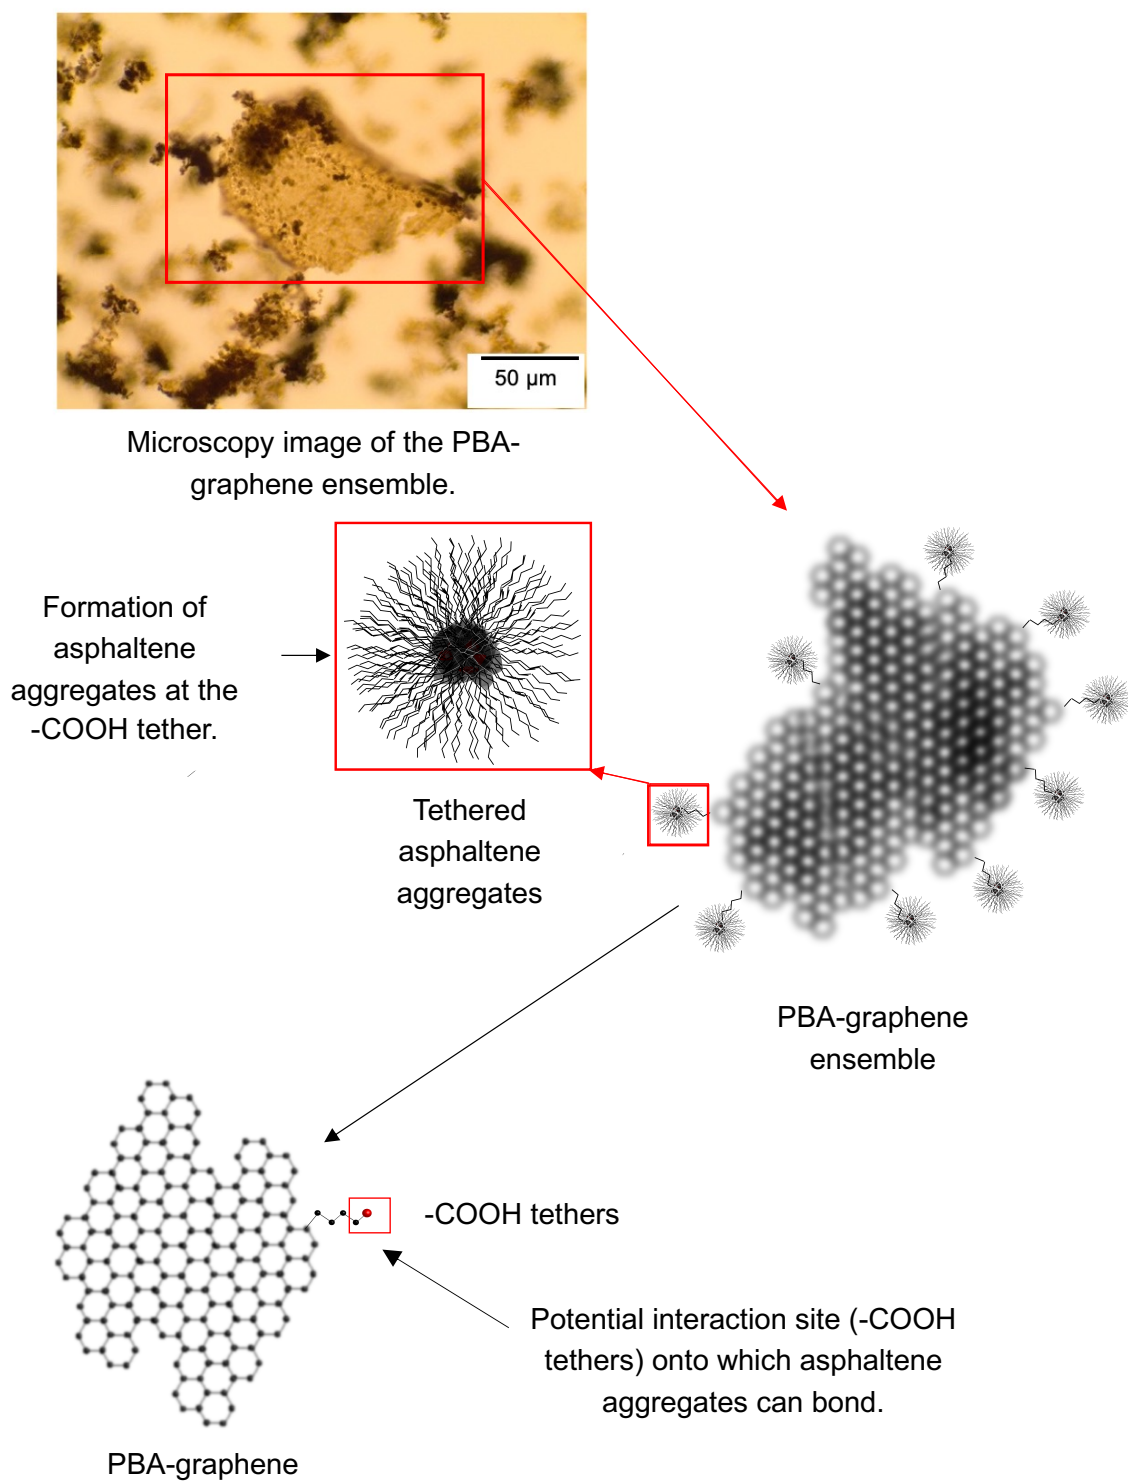 50 µm
Microscopy image of the PBA-
graphene ensemble.
Formation of
asphaltene
aggregates at the
-COOH tether.
Tethered
asphaltene
aggregates
PBA-graphene
ensemble
-COOH tethers
Potential interaction site (-COOH
tethers) onto which asphaltene
aggregates can bond.
PBA-graphene